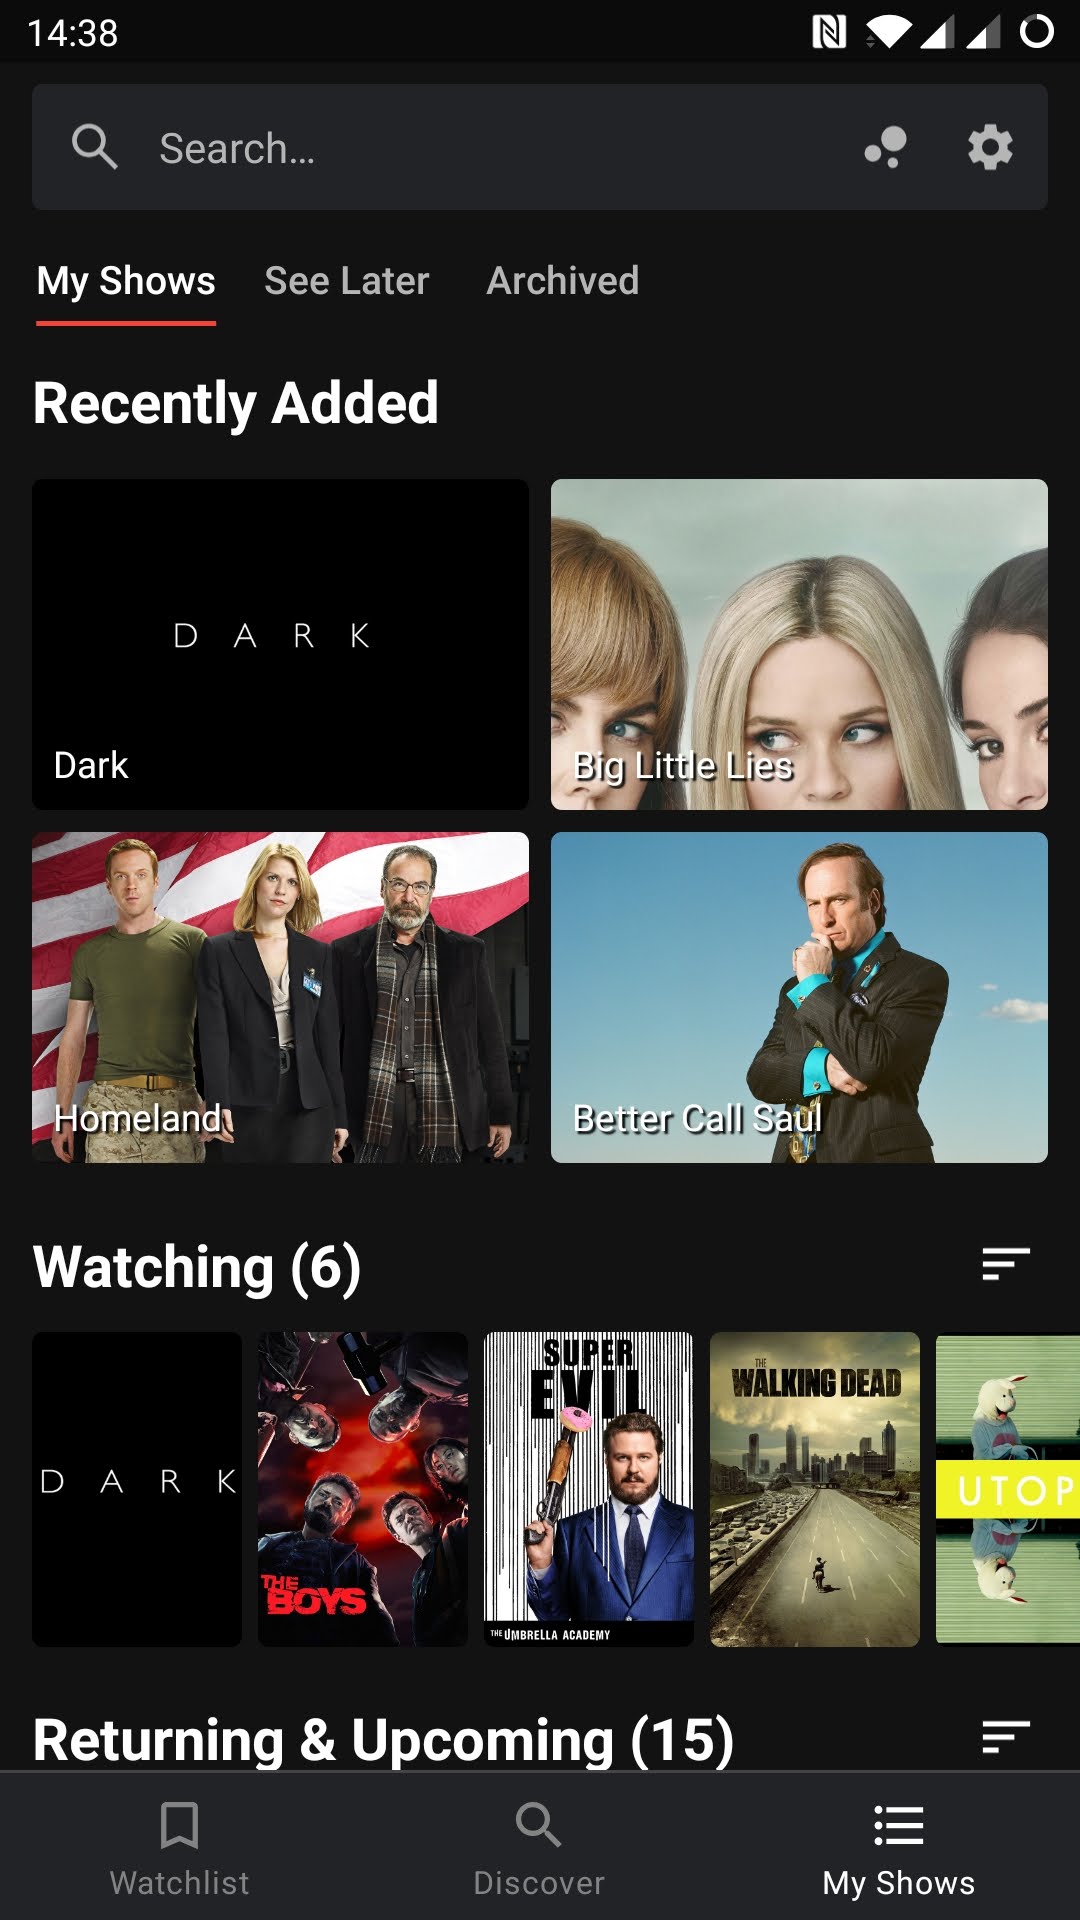 14:38
Search...
My Shows See Later Archived
Recently Added
DARK
Dark
Big Little Lies
Homeland
Better Call Saul
Watching (6)
DARK
THE BOYS
SUPER EVIL
THE UMBRELLA ACADEMY
THE WALKING DEAD
UTOP
Returning & Upcoming (15)
Watchlist Discover My Shows